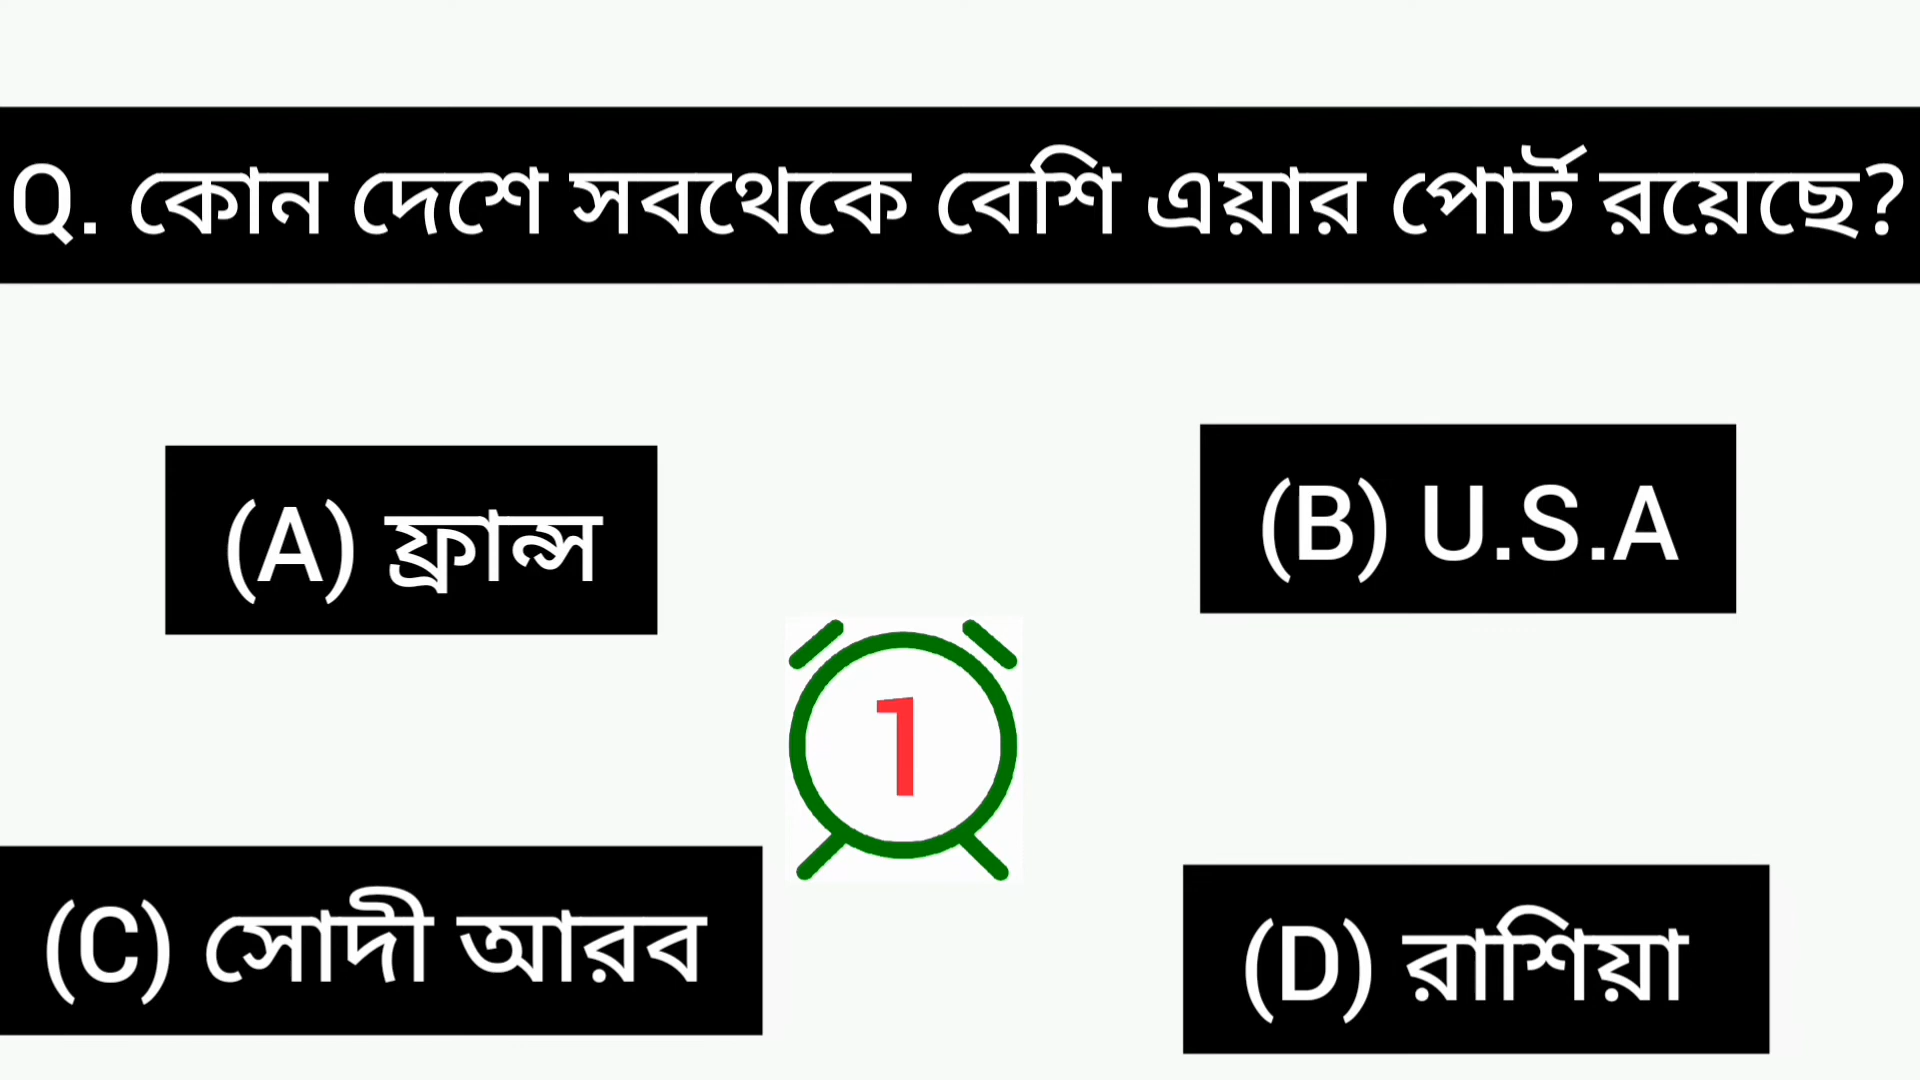 Q. কোন দেশে সবথেকে বেশি এয়ার পোর্ট রয়েছে?
(A) ফ্রান্স
(B) U.S.A
1
(C) সোদী আরব
(D) রাশিয়া